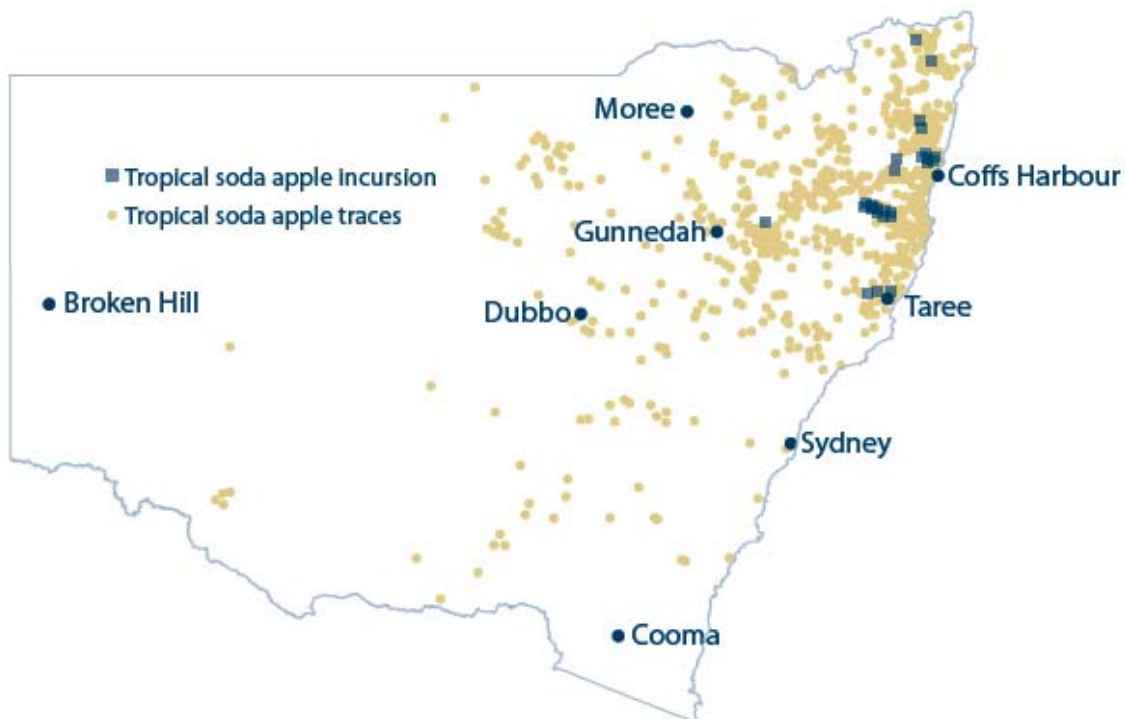 Moree
Tropical soda apple incursion
Coffs Harbour
Tropical soda apple traces
Gunnedah
Broken Hill
Dubbo
Taree
Sydney
Cooma